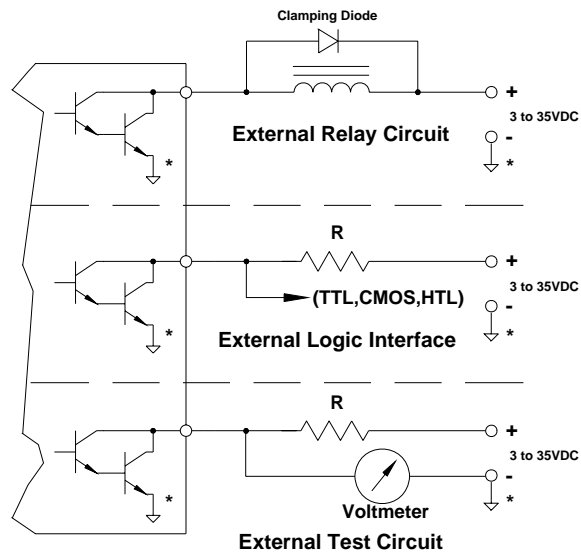 Clamping Diode
+
3 to 35VDC
External Relay Circuit
-
*
*
R
+
3 to 35VDC
(TTL,CMOS,HTL)
-
*
External Logic Interface
*
R
+
3 to 35VDC
-
*
Voltmeter
*
External Test Circuit